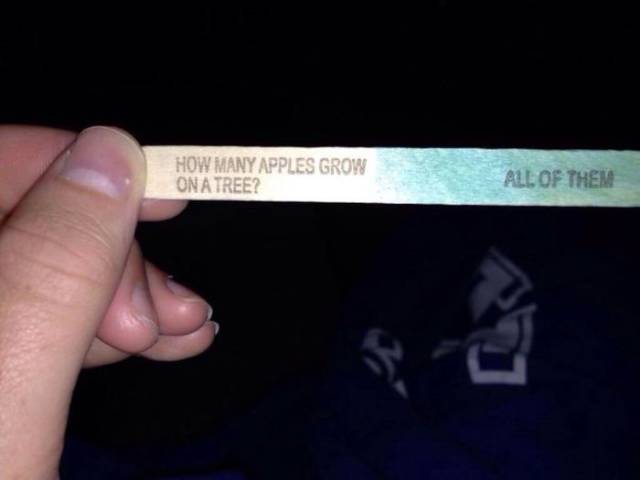 HOW MANY APPLES GROW
ON A TREE?
ALL OF THEM